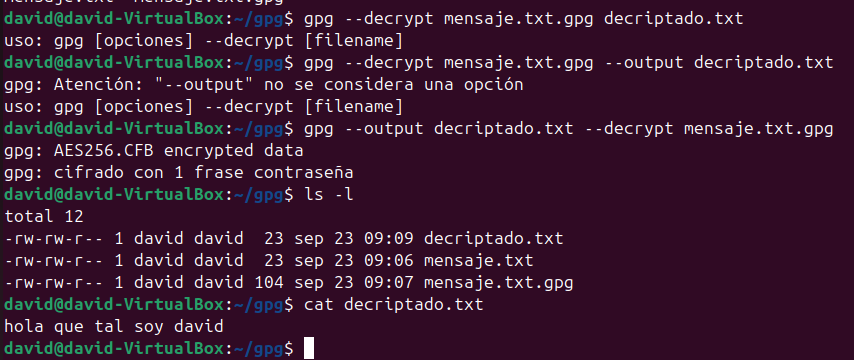 david@david-VirtualBox:~/gpg$ gpg --decrypt mensaje.txt.gpg decriptado.txt
uso: gpg [opciones] --decrypt [filename]
david@david-VirtualBox:~/gpg$ gpg --decrypt mensaje.txt.gpg --output decriptado.txt
gpg: Atención: "--output" no se considera una opción
uso: gpg [opciones] --decrypt [filename]
david@david-VirtualBox:~/gpg$ gpg --output decriptado.txt --decrypt mensaje.txt.gpg
gpg: AES256.CFB encrypted data
gpg: cifrado con 1 frase contraseña
david@david-VirtualBox:~/gpg$ ls -l
total 12
-rw-rw-r-- 1 david david  23 sep 23 09:09 decriptado.txt
-rw-rw-r-- 1 david david  23 sep 23 09:06 mensaje.txt
-rw-rw-r-- 1 david david 104 sep 23 09:07 mensaje.txt.gpg
david@david-VirtualBox:~/gpg$ cat decriptado.txt
hola que tal soy david
david@david-VirtualBox:~/gpg$